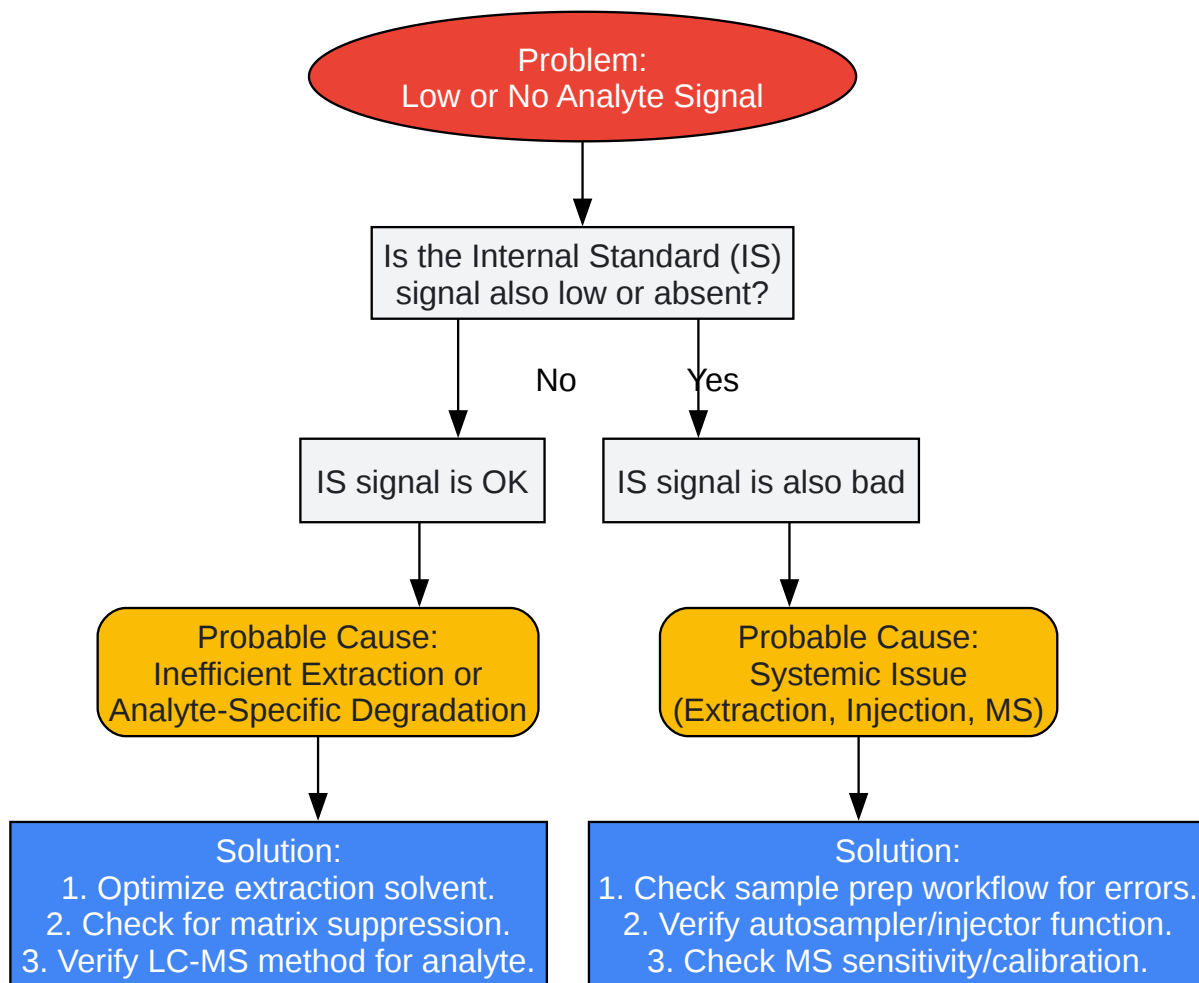 Problem:
Low or No Analyte Signal
Is the Internal Standard (IS)
signal also low or absent?
No
Yes
IS signal is OK
IS signal is also bad
Probable Cause:
Inefficient Extraction or
Analyte-Specific Degradation
Probable Cause:
Systemic Issue
(Extraction, Injection, MS)
Solution:
1. Optimize extraction solvent.
2. Check for matrix suppression.
3. Verify LC-MS method for analyte.
Solution:
1. Check sample prep workflow for errors.
2. Verify autosampler/injector function.
3. Check MS sensitivity/calibration.